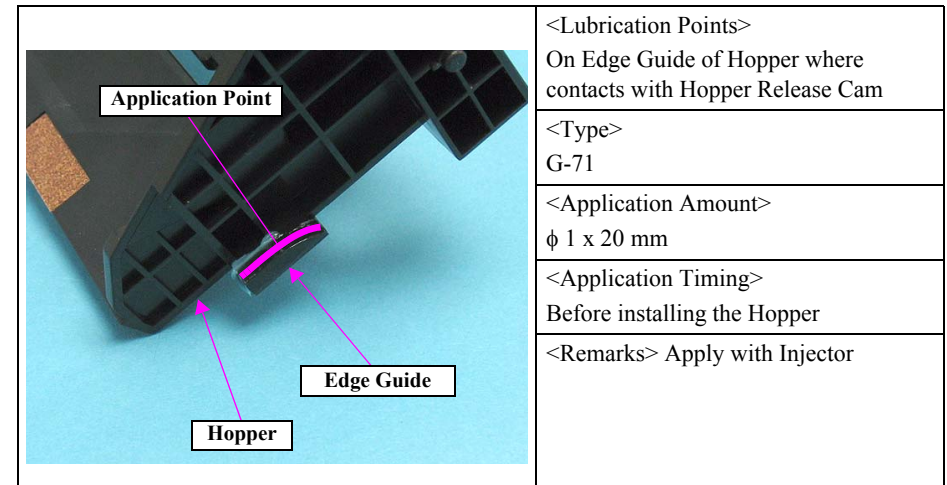 Application Point
Edge Guide
Hopper
<Lubrication Points>
On Edge Guide of Hopper where
contacts with Hopper Release Cam
<Type>
G-71
<Application Amount>
ϕ 1 x 20 mm
<Application Timing>
Before installing the Hopper
<Remarks> Apply with Injector